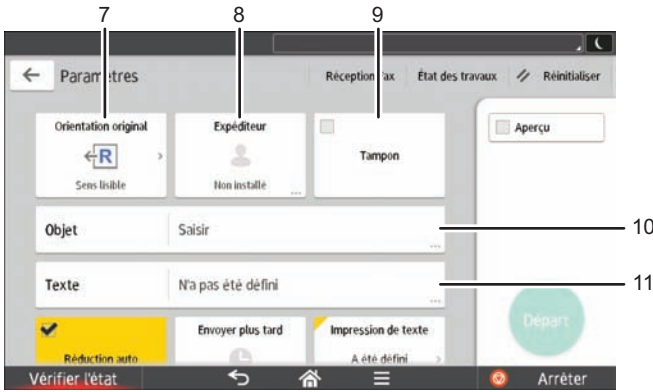 7 8 9
Paramètres Réception fax État des travaux Réinitialiser
Orientation original Expéditeur Aperçu
R Tampon
Sens lisible Non installé
Objet Saisir 10
Texte N'a pas été défini 11
Envoyer plus tard Impression de texte Départ
Réduction auto A été défini
Vérifier l'état Arrêter